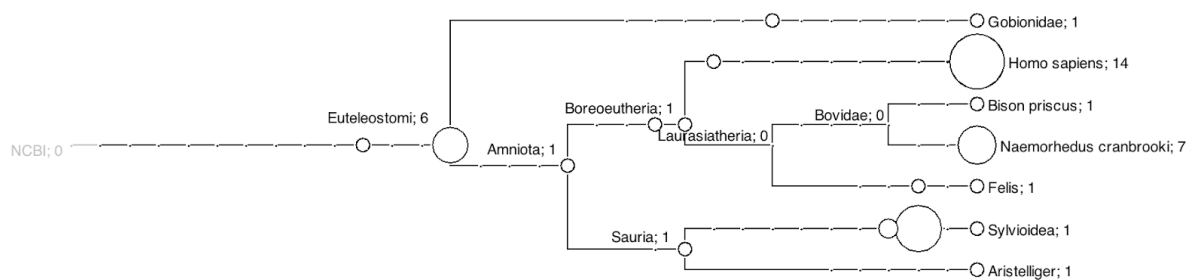 Gobionidae; 1
Homo sapiens; 14
Boreoeutheria; 1
Bison priscus; 1
Bovidae; 0
Euteleostomi; 6
Laurasiatheria; 0
NCBI; 0
Amniota; 1
Naemorhedus cranbrooki; 7
Felis; 1
Sauria; 1
Sylvioidea; 1
Aristelliger; 1